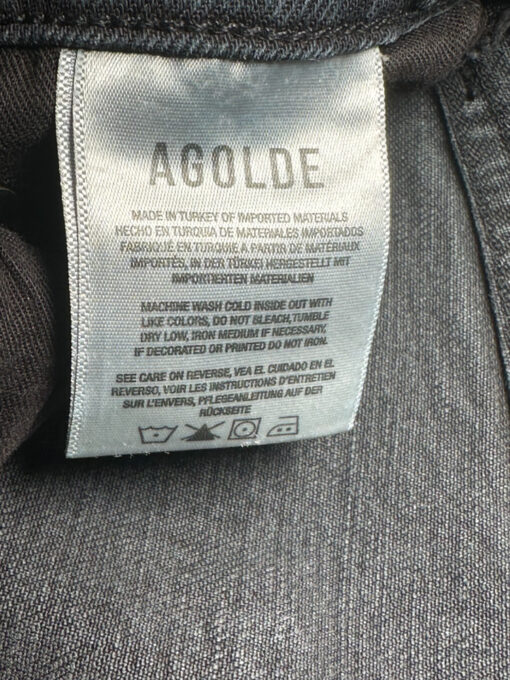 AGOLDE
MADE IN TURKEY OF IMPORTED MATERIALS
HECHO EN TURQUIA DE MATERIALES IMPORTADOS
FABRIQUÉ EN TURQUIE A PARTIR DE MATÉRIAUX
IMPORTÉS, IN DER TÜRKEI HERGESTELLT MIT
IMPORTIERTEN MATERIALIEN
MACHINE WASH COLD INSIDE OUT WITH
LIKE COLORS, DO NOT BLEACH,TUMBLE
DRY LOW, IRON MEDIUM IF NECESSARY.
IF DECORATED OR PRINTED DO NOT IRON.
SEE CARE ON REVERSE, VEA EL CUIDADO EN EL
REVERSO, VOIR LES INSTRUCTIONS D'ENTRETIEN
SUR L'ENVERS, PFLEGEANLEITUNG AUF DER
RÜCKSEITE